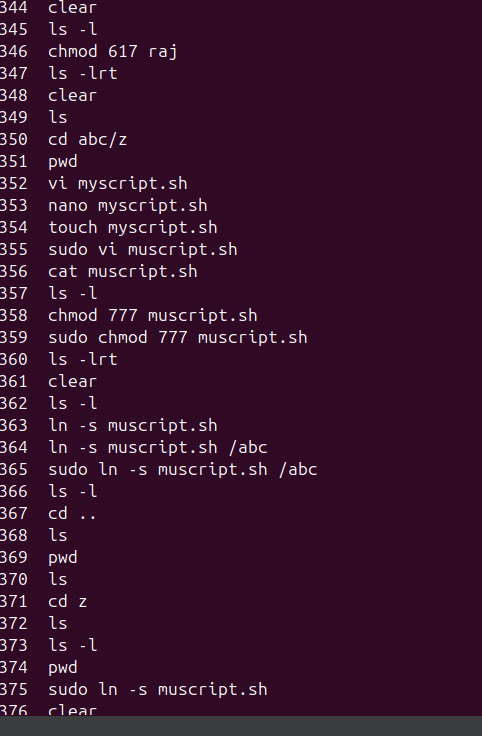 344 clear
345 ls -l
346 chmod 617 raj
347 ls -lrt
348 clear
349 ls
350 cd abc/z
351 pwd
352 vi myscript.sh
353 nano myscript.sh
354 touch myscript.sh
355 sudo vi muscript.sh
356 cat muscript.sh
357 ls -l
358 chmod 777 muscript.sh
359 sudo chmod 777 muscript.sh
360 ls -lrt
361 clear
362 ls -l
363 ln -s muscript.sh
364 ln -s muscript.sh /abc
365 sudo ln -s muscript.sh /abc
366 ls -l
367 cd ..
368 ls
369 pwd
370 ls
371 cd z
372 ls
373 ls -l
374 pwd
375 sudo ln -s muscript.sh
376 clear